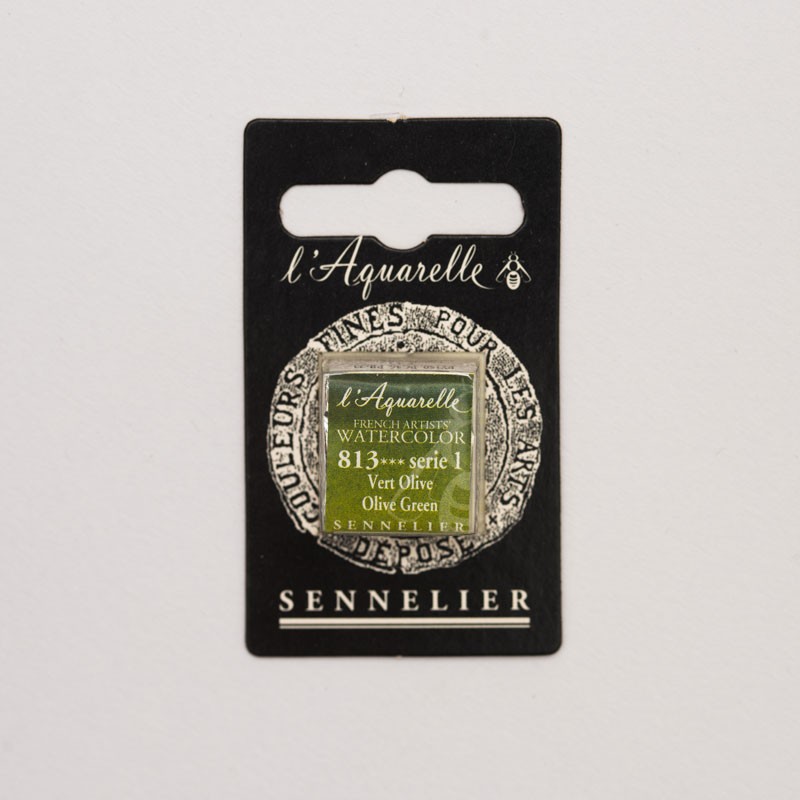 l'Aquarelle
COULEURS FINES POUR LES ARTS
DÉPOSÉ
l'Aquarelle
FRENCH ARTISTS'
WATERCOLOR
813*** serie 1
Vert Olive
Olive Green
SENNELIER
SENNELIER